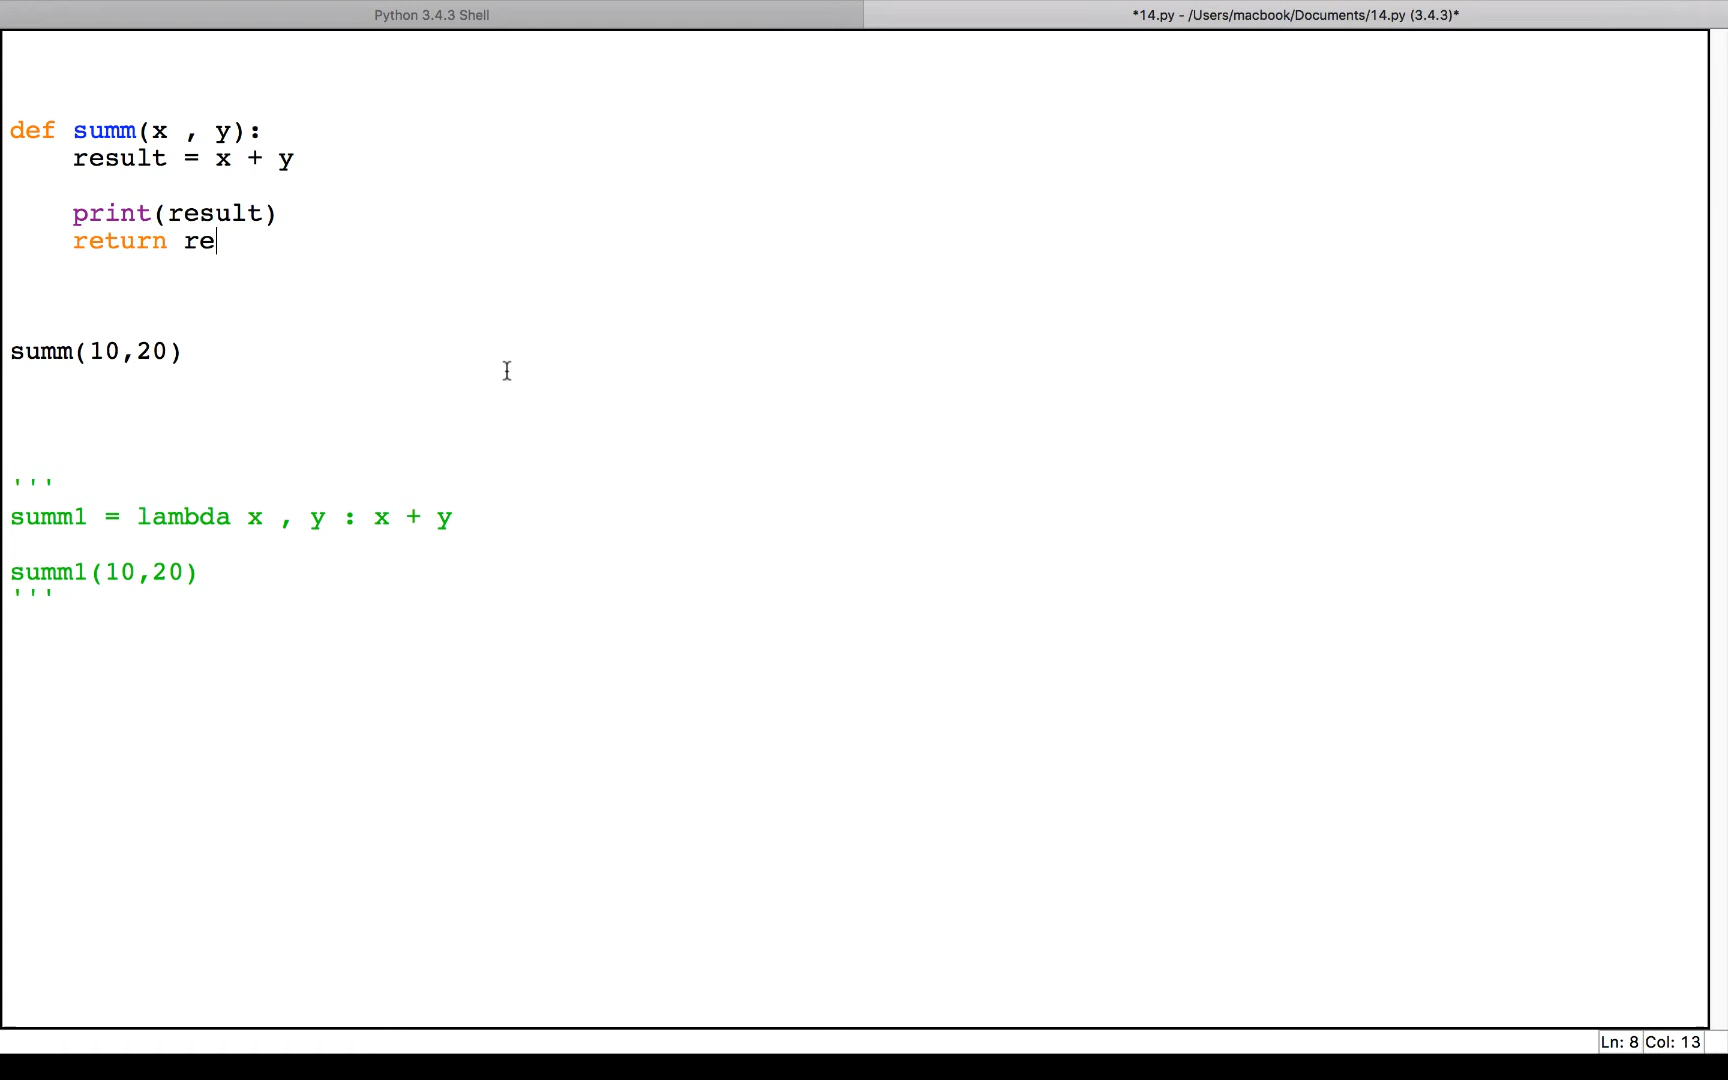 Python 3.4.3 Shell
*14.py - /Users/macbook/Documents/14.py (3.4.3)*
def summ(x , y):
    result = x + y
    print(result)
    return re
summ(10,20)
'''
summ1 = lambda x , y : x + y
summ1(10,20)
'''
Ln: 8 Col: 13